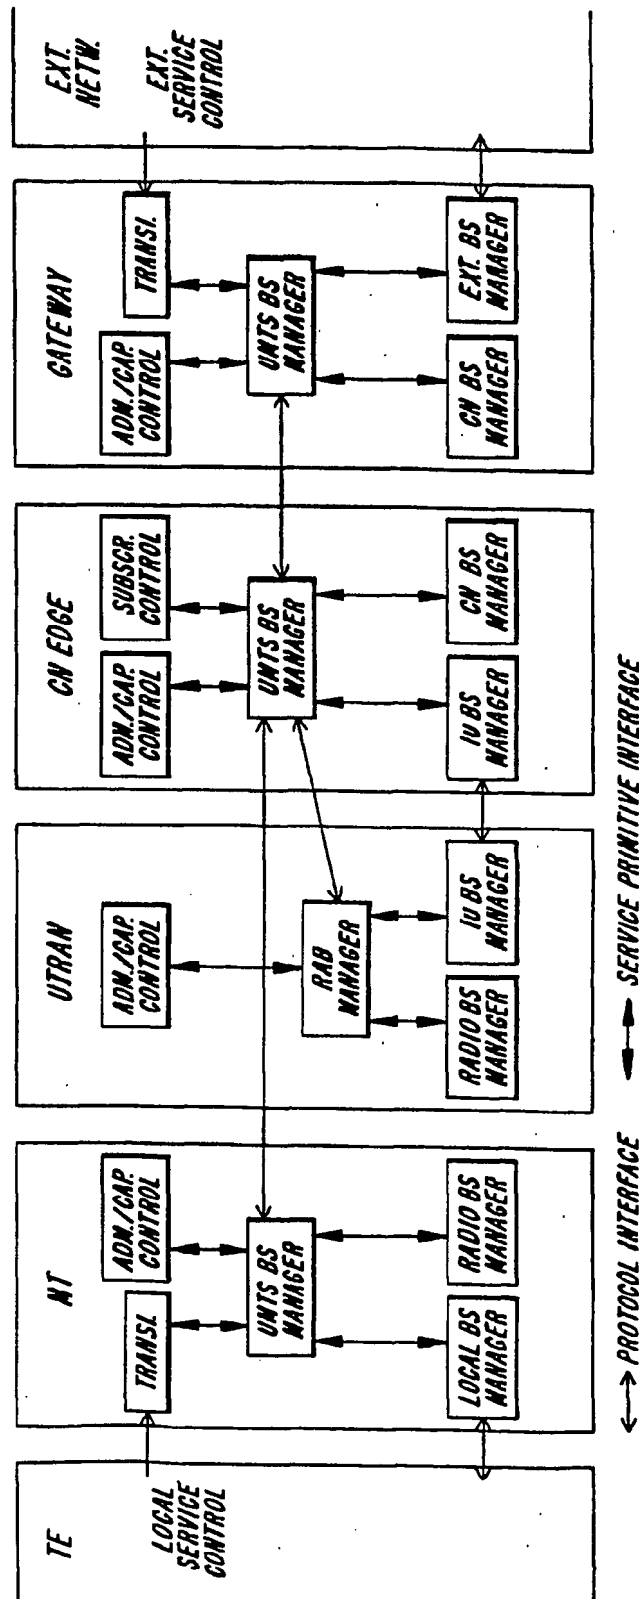 TE
LOCAL
SERVICE
CONTROL
MT
TRANSL
ADM./CAP.
CONTROL
UMTS BS
MANAGER
LOCAL BS
MANAGER
RADIO BS
MANAGER
UTRAN
ADM./CAP.
CONTROL
RAB
MANAGER
RADIO BS
MANAGER
IU BS
MANAGER
CN EDGE
ADM./CAP.
CONTROL
SUBSCR.
CONTROL
UMTS BS
MANAGER
IU BS
MANAGER
CN BS
MANAGER
GATEWAY
ADM./CAP.
CONTROL
TRANSL.
UMTS BS
MANAGER
CN BS
MANAGER
EXT. BS
MANAGER
EXT.
NETW.
EXT.
SERVICE
CONTROL
PROTOCOL INTERFACE
SERVICE PRIMITIVE INTERFACE